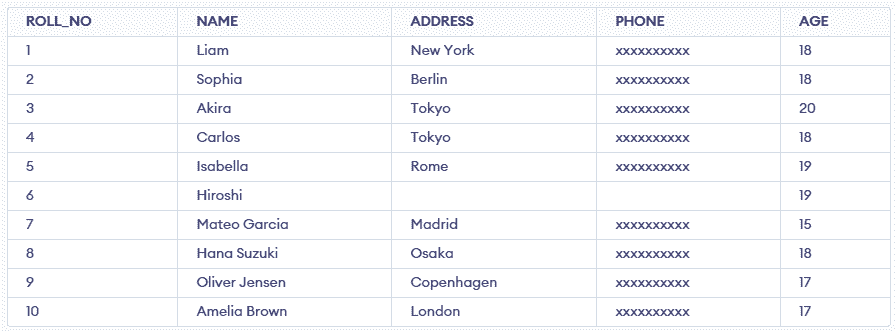 ROLL_NO NAME ADDRESS PHONE AGE
1 Liam New York xxxxxxxxxx 18
2 Sophia Berlin xxxxxxxxxx 18
3 Akira Tokyo xxxxxxxxxx 20
4 Carlos Tokyo xxxxxxxxxx 18
5 Isabella Rome xxxxxxxxxx 19
6 Hiroshi 19
7 Mateo Garcia Madrid xxxxxxxxxx 15
8 Hana Suzuki Osaka xxxxxxxxxx 18
9 Oliver Jensen Copenhagen xxxxxxxxxx 17
10 Amelia Brown London xxxxxxxxxx 17